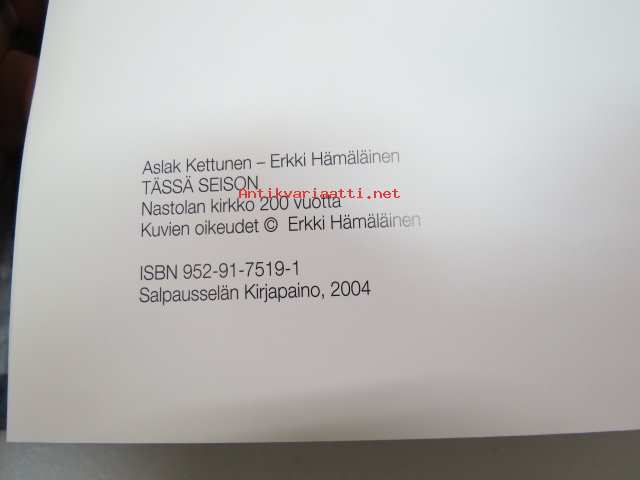 Aslak Kettunen – Erkki Hämäläinen
TÄSSÄ SEISON
Antikvariaatti.net
Nastolan kirkko 200 vuotta
Kuvien oikeudet © Erkki Hämäläinen
ISBN 952-91-7519-1
Salpausselän Kirjapaino, 2004